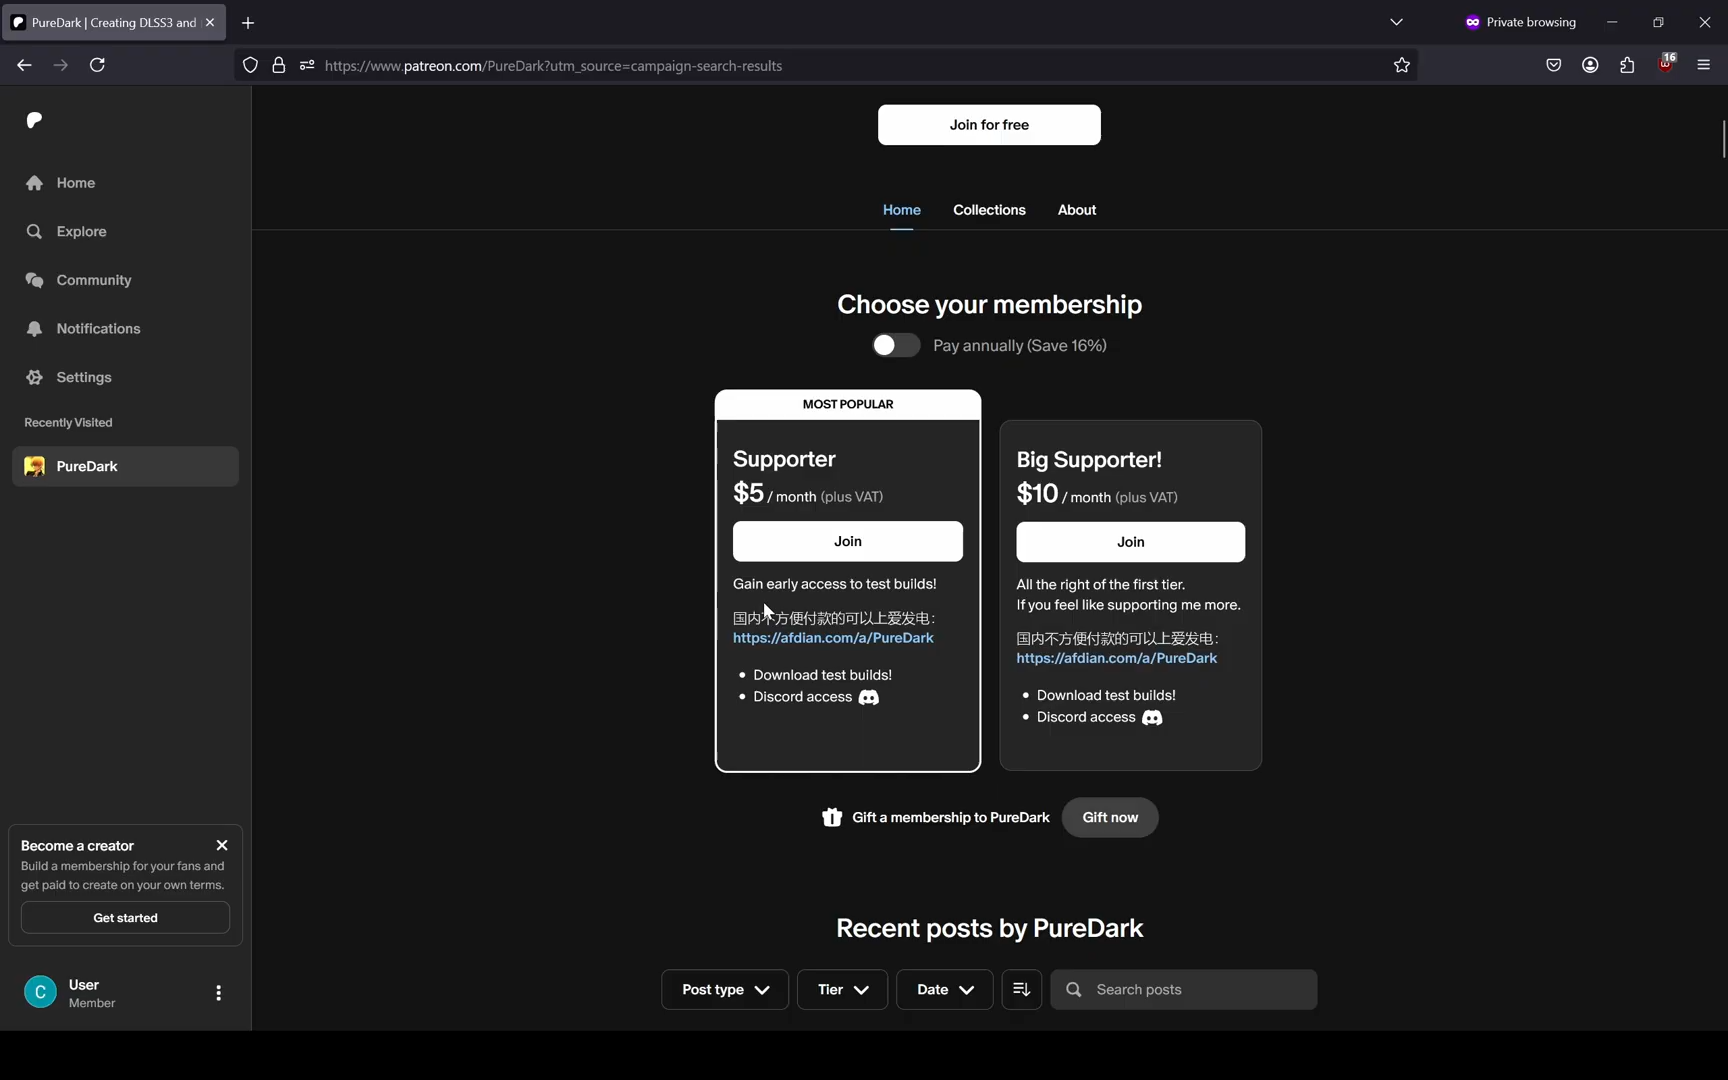 PureDark | Creating DLSS3 and
Private browsing
https://www.patreon.com/PureDark?utm_source=campaign-search-results
16
Home
Explore
Community
Notifications
Settings
Recently Visited
PureDark
Become a creator
Build a membership for your fans and
get paid to create on your own terms.
Get started
C
User
Member
Join for free
Home Collections About
Choose your membership
Pay annually (Save 16%)
MOST POPULAR
Supporter
$5 / month (plus VAT)
Join
Gain early access to test builds!
国内不方便付款的可以上爱发电：
https://afdian.com/a/PureDark
• Download test builds!
• Discord access
Big Supporter!
$10 / month (plus VAT)
Join
All the right of the first tier.
If you feel like supporting me more.
国内不方便付款的可以上爱发电：
https://afdian.com/a/PureDark
• Download test builds!
• Discord access
Gift a membership to PureDark Gift now
Recent posts by PureDark
Post type Tier Date Search posts